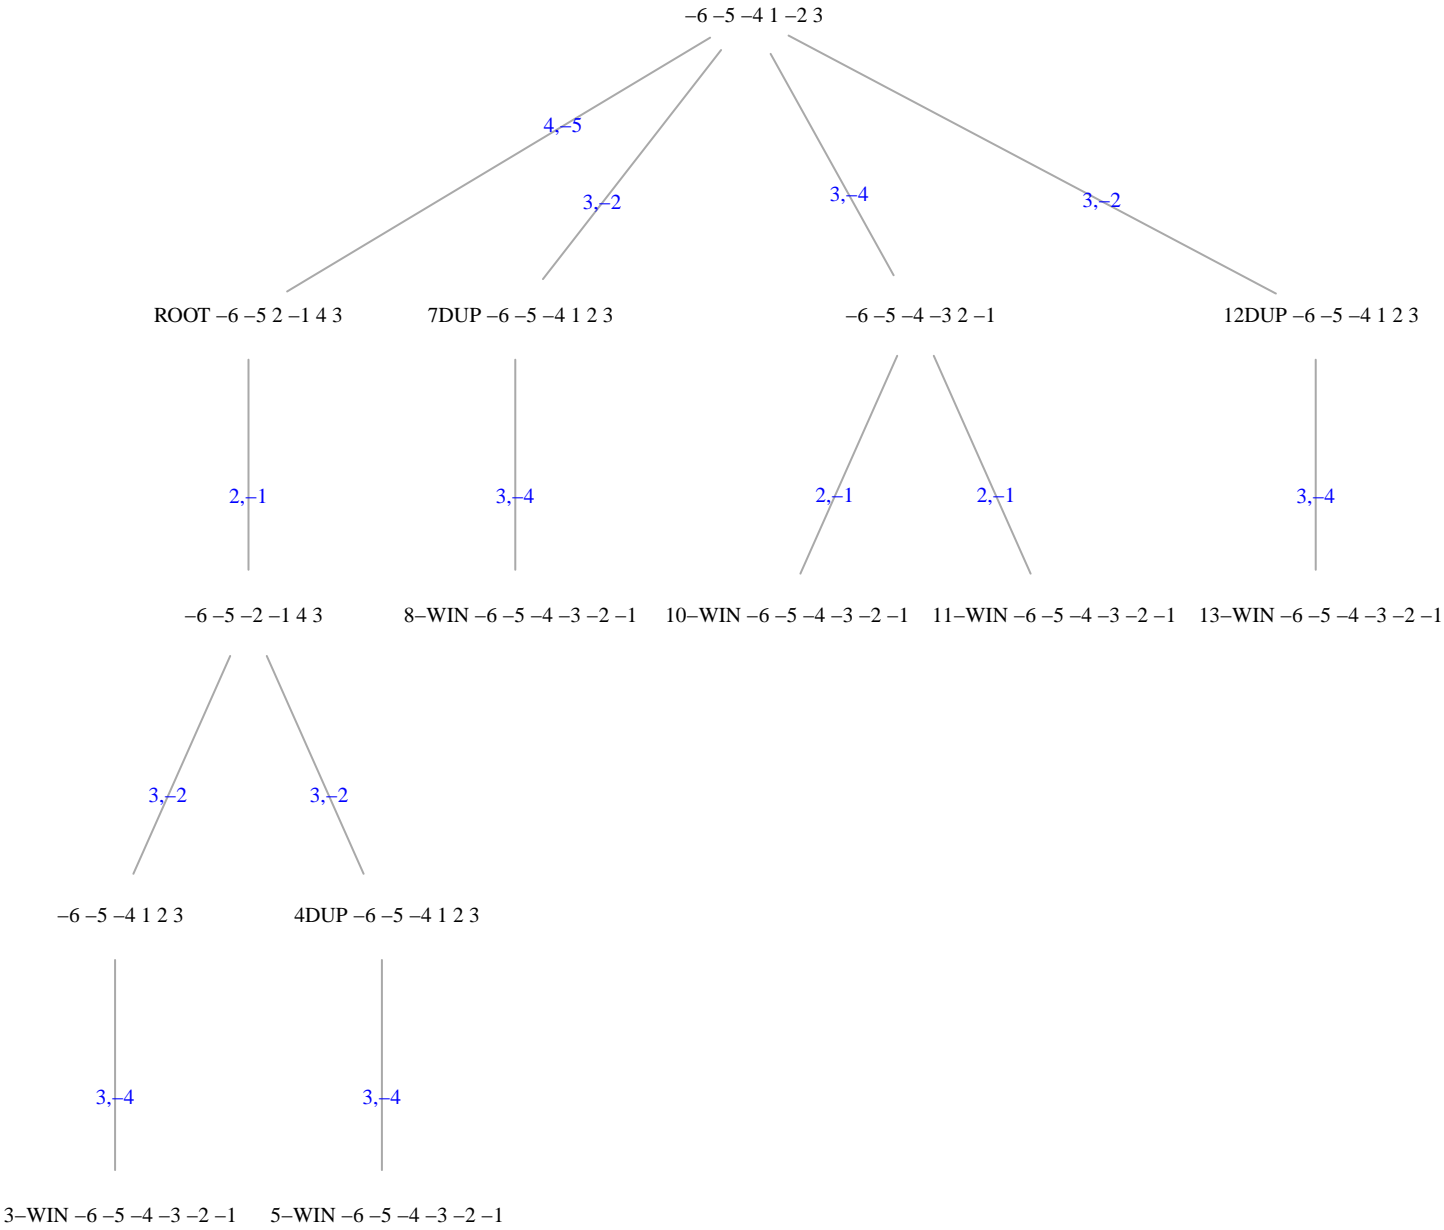 –6 –5 –4 1 –2 3
4,–5
3,–2
3,–4
3,–2
ROOT –6 –5 2 –1 4 3
7DUP –6 –5 –4 1 2 3
–6 –5 –4 –3 2 –1
12DUP –6 –5 –4 1 2 3
2,–1
3,–4
2,–1
2,–1
3,–4
–6 –5 –2 –1 4 3
8–WIN –6 –5 –4 –3 –2 –1
10–WIN –6 –5 –4 –3 –2 –1
11–WIN –6 –5 –4 –3 –2 –1
13–WIN –6 –5 –4 –3 –2 –1
3,–2
3,–2
–6 –5 –4 1 2 3
4DUP –6 –5 –4 1 2 3
3,–4
3,–4
3–WIN –6 –5 –4 –3 –2 –1
5–WIN –6 –5 –4 –3 –2 –1